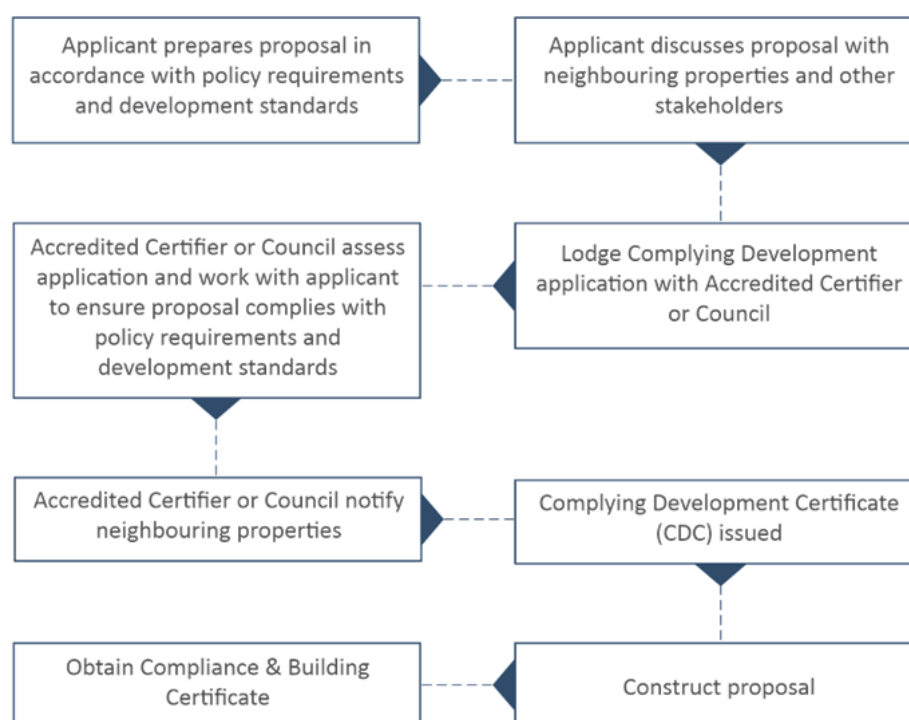 Applicant prepares proposal in
accordance with policy requirements
and development standards
Applicant discusses proposal with
neighbouring properties and other
stakeholders
Lodge Complying Development
application with Accredited Certifier
or Council
Accredited Certifier or Council assess
application and work with applicant
to ensure proposal complies with
policy requirements and
development standards
Accredited Certifier or Council notify
neighbouring properties
Complying Development Certificate
(CDC) issued
Construct proposal
Obtain Compliance & Building
Certificate